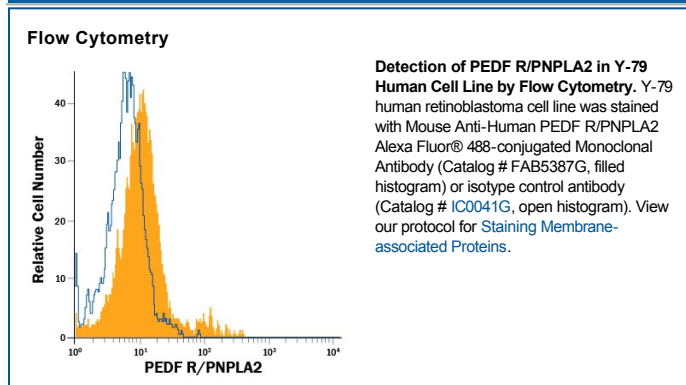 Flow Cytometry
Detection of PEDF R/PNPLA2 in Y-79
Human Cell Line by Flow Cytometry. Y-79
human retinoblastoma cell line was stained
with Mouse Anti-Human PEDF R/PNPLA2
Alexa Fluor® 488-conjugated Monoclonal
Antibody (Catalog # FAB5387G, filled
histogram) or isotype control antibody
(Catalog # IC0041G, open histogram). View
our protocol for Staining Membrane-
associated Proteins.
Relative Cell Number
40
30
20
10
0
10⁰ 10¹ 10² 10³ 10⁴
PEDF R/PNPLA2